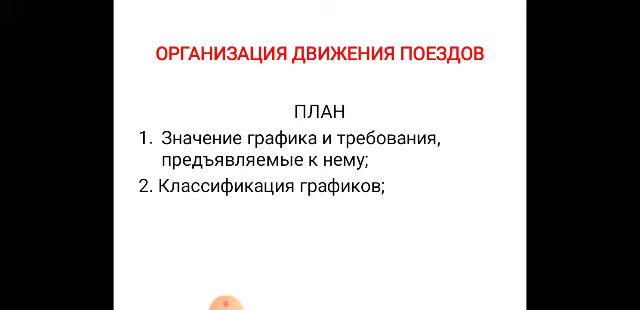 ОРГАНИЗАЦИЯ ДВИЖЕНИЯ ПОЕЗДОВ
ПЛАН
1. Значение графика и требования,
предъявляемые к нему;
2. Классификация графиков;